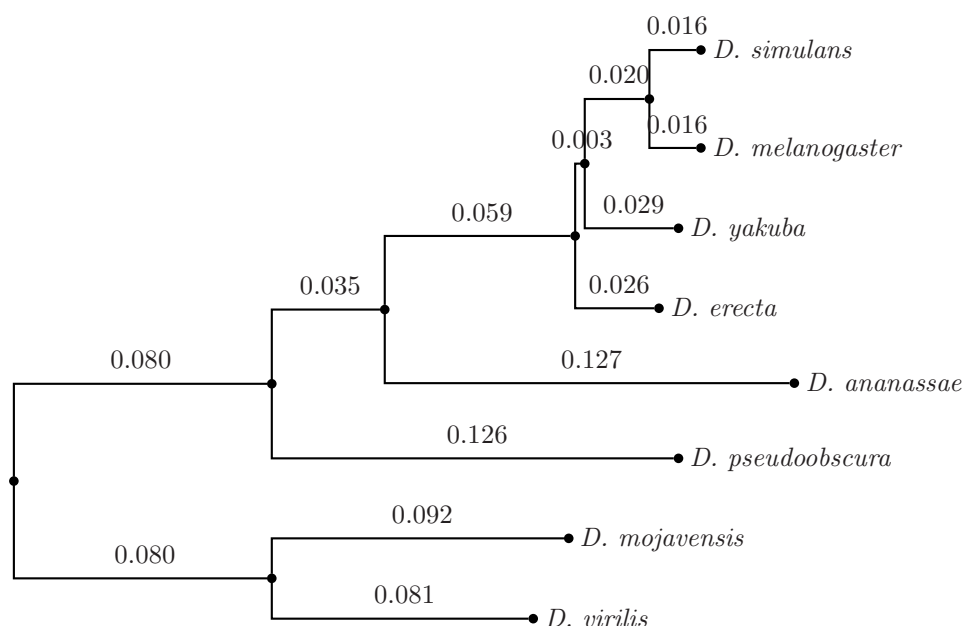 0.016
D. simulans
0.020
0.016
0.003
D. melanogaster
0.029
0.059
D. yakuba
0.026
0.035
D. erecta
0.080
0.127
D. ananassae
0.126
D. pseudoobscura
0.092
D. mojavensis
0.080
0.081
D. virilis